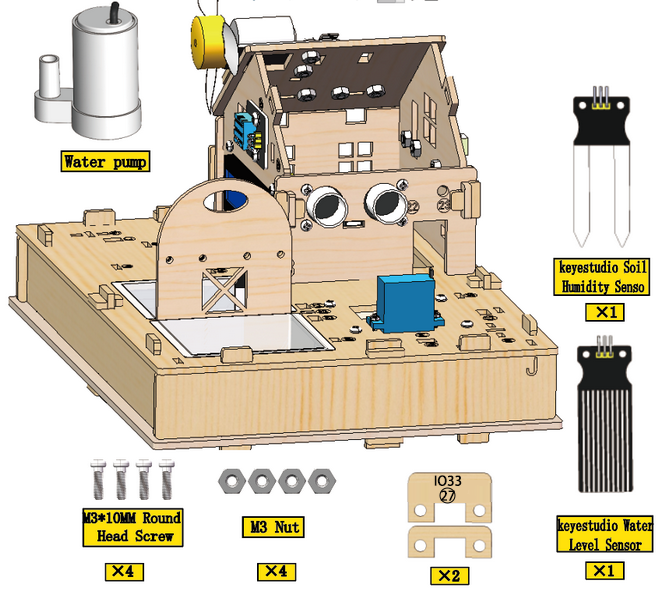 Water pump
22
23
keyestudio Soil
Humidity Senso
×1
M3*10MM Round
Head Screw
×4
M3 Nut
×4
IO33
27
×2
keyestudio Water
Level Sensor
×1